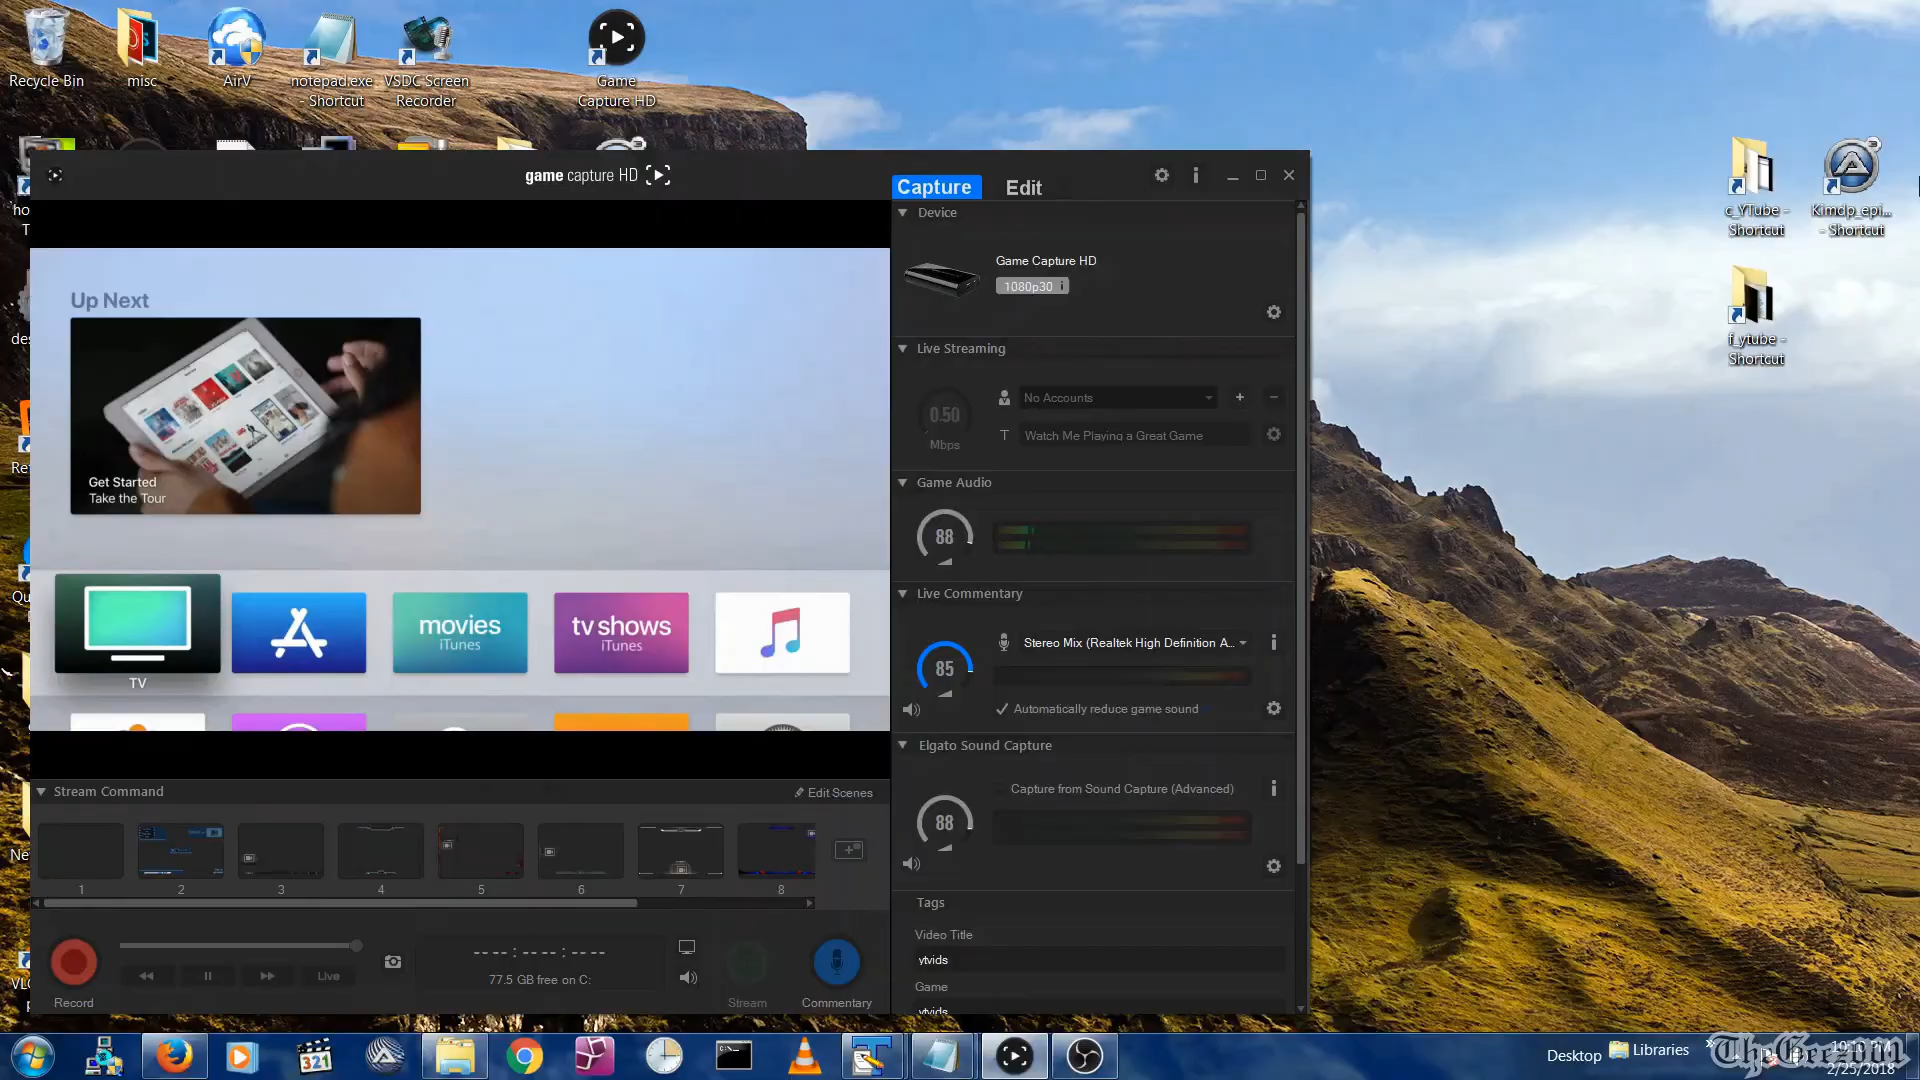 Recycle Bin
misc
AirV
notepad.exe
- Shortcut
VSDC Screen
Recorder
Game
Capture HD
c_YTube -
Shortcut
Kimdp_epi...
- Shortcut
f_ytube -
Shortcut
game capture HD
Capture
Edit
Device
Game Capture HD
1080p30
Live Streaming
0.50
Mbps
No Accounts
T
Watch Me Playing a Great Game
Game Audio
88
Live Commentary
85
Stereo Mix (Realtek High Definition A...
Automatically reduce game sound
Elgato Sound Capture
Capture from Sound Capture (Advanced)
88
Tags
Video Title
ytvids
Game
ytvids
Up Next
Get Started
Take the Tour
TV
movies
iTunes
tv shows
iTunes
Stream Command
Edit Scenes
1
2
3
4
5
6
7
8
Record
Live
---- : ---- : ----
77.5 GB free on C:
Stream
Commentary
321
Desktop
Libraries
10:10 PM
2/25/2018